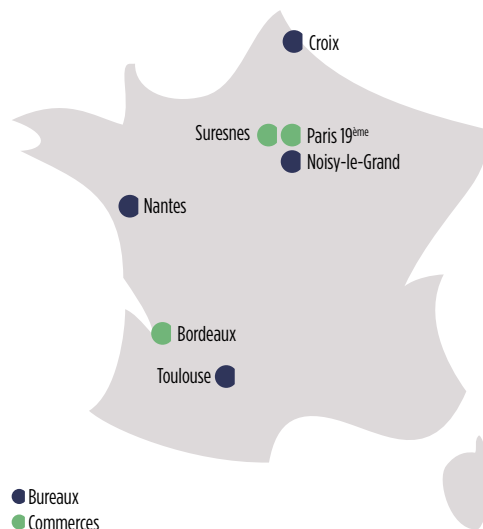 Croix
Suresnes
Paris 19ème
Noisy-le-Grand
Nantes
Bordeaux
Toulouse
Bureaux
Commerces